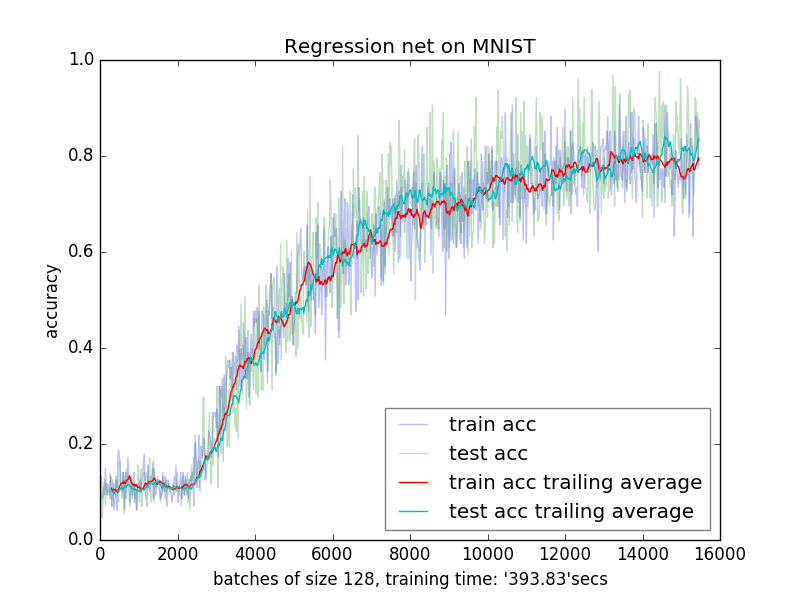 Regression net on MNIST
1.0
0.8
0.6
0.4
0.2
0.0
accuracy
train acc
test acc
train acc trailing average
test acc trailing average
0 2000 4000 6000 8000 10000 12000 14000 16000
batches of size 128, training time: '393.83'secs